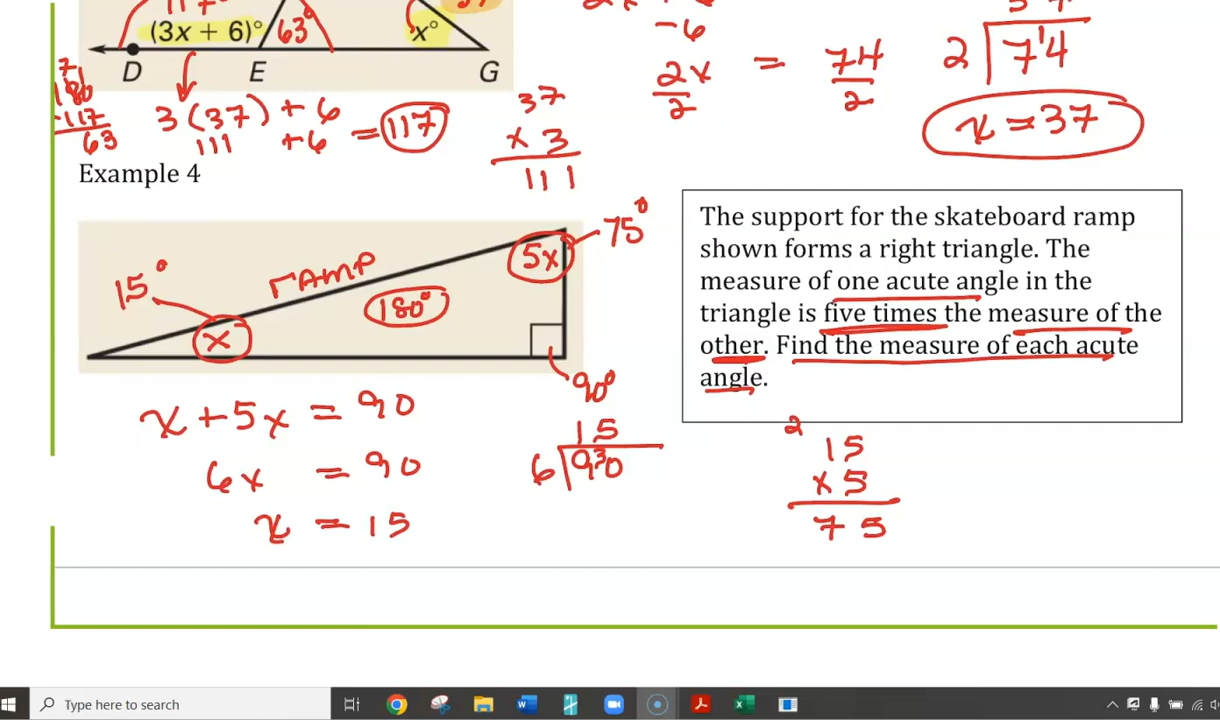 (3x + 6)°
63°
x°
D
E
G
-6
2x = 74
2 2
2 74
x = 37
180
-117
63
3(37) + 6
111 +6
= 117
37
x 3
111
Example 4
15°
x
ramp
180°
5x
75°
90°
The support for the skateboard ramp
shown forms a right triangle. The
measure of one acute angle in the
triangle is five times the measure of the
other. Find the measure of each acute
angle.
x + 5x = 90
6x = 90
x = 15
15
6 90
2
15
x 5
75
Type here to search